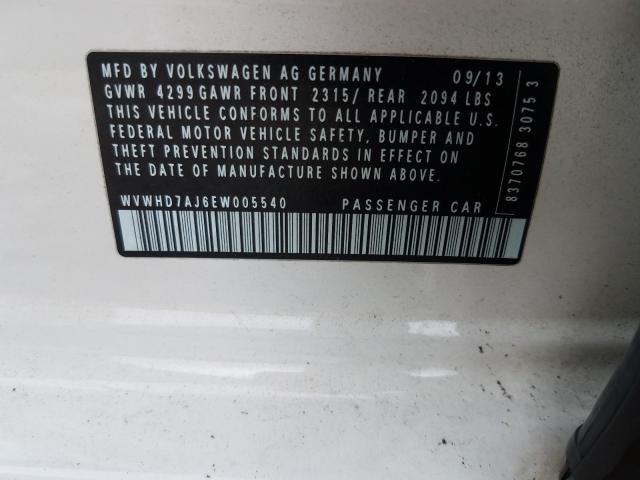 MFD BY VOLKSWAGEN AG GERMANY 09/13
GVWR 4299 GAWR FRONT 2315/ REAR 2094 LBS
THIS VEHICLE CONFORMS TO ALL APPLICABLE U.S.
FEDERAL MOTOR VEHICLE SAFETY, BUMPER AND
THEFT PREVENTION STANDARDS IN EFFECT ON
THE DATE OF MANUFACTURE SHOWN ABOVE.
WVWHD7AJ6EW005540 PASSENGER CAR
8370768 3075 3